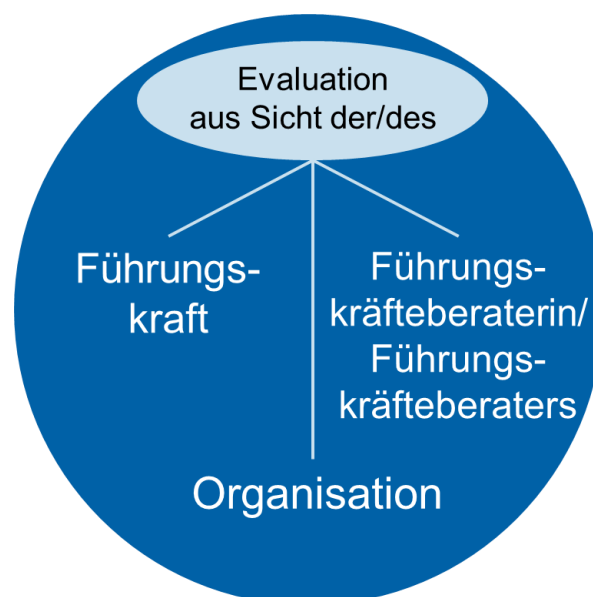 Evaluation
aus Sicht der/des
Führungs-
kraft
Führungs-
kräfteberaterin/
Führungs-
kräfteberaters
Organisation